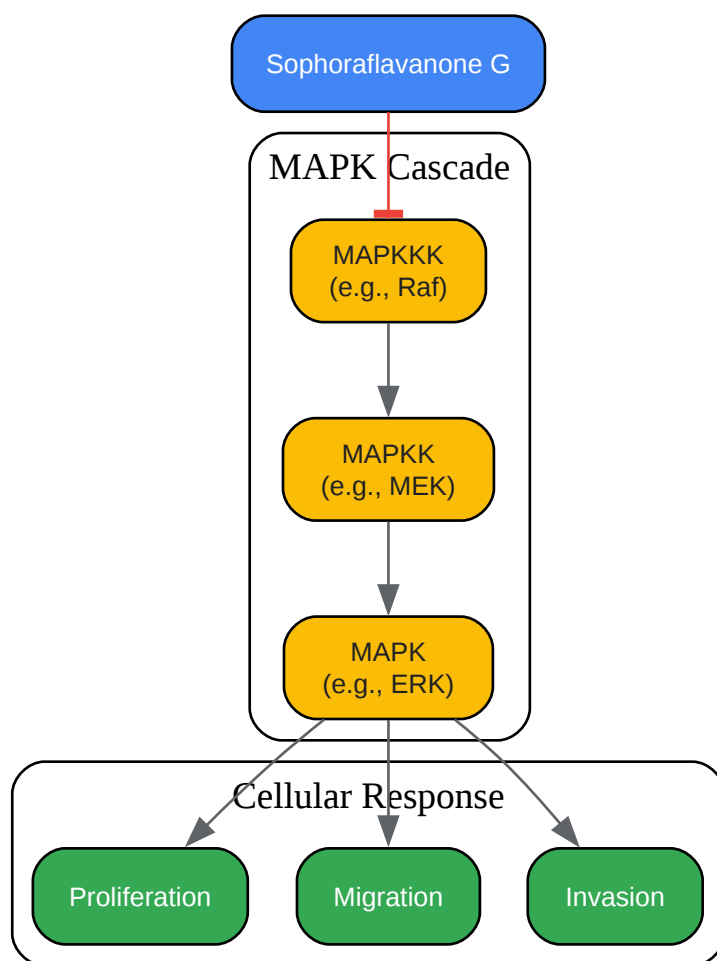 Sophoraflavanone G
MAPK Cascade
MAPKKK
(e.g., Raf)
MAPKK
(e.g., MEK)
MAPK
(e.g., ERK)
Cellular Response
Proliferation
Migration
Invasion